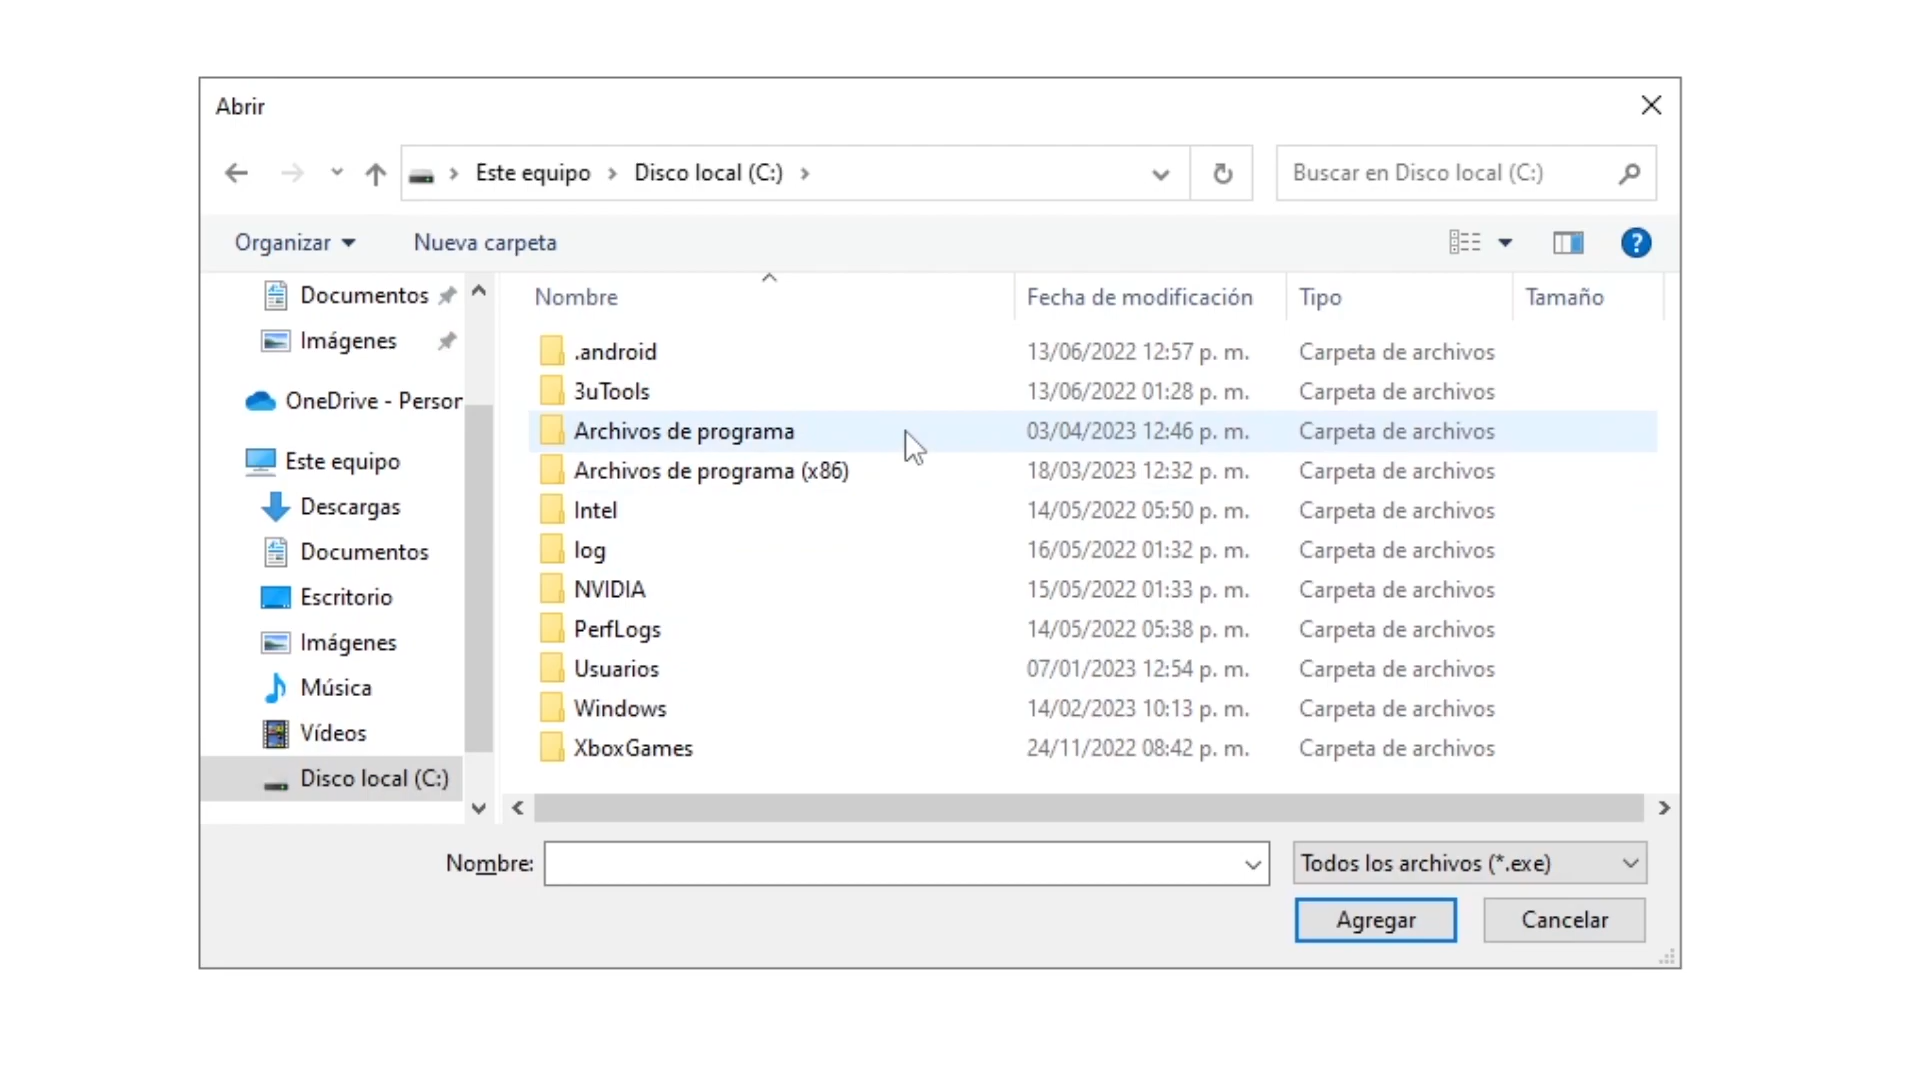 Abrir
Este equipo > Disco local (C:) >
Buscar en Disco local (C:)
Organizar
Nueva carpeta
Documentos
Imágenes
OneDrive - Person
Este equipo
Descargas
Documentos
Escritorio
Imágenes
Música
Vídeos
Disco local (C:)
Nombre Fecha de modificación Tipo Tamaño
.android 13/06/2022 12:57 p. m. Carpeta de archivos
3uTools 13/06/2022 01:28 p. m. Carpeta de archivos
Archivos de programa 03/04/2023 12:46 p. m. Carpeta de archivos
Archivos de programa (x86) 18/03/2023 12:32 p. m. Carpeta de archivos
Intel 14/05/2022 05:50 p. m. Carpeta de archivos
log 16/05/2022 01:32 p. m. Carpeta de archivos
NVIDIA 15/05/2022 01:33 p. m. Carpeta de archivos
PerfLogs 14/05/2022 05:38 p. m. Carpeta de archivos
Usuarios 07/01/2023 12:54 p. m. Carpeta de archivos
Windows 14/02/2023 10:13 p. m. Carpeta de archivos
XboxGames 24/11/2022 08:42 p. m. Carpeta de archivos
Nombre:
Todos los archivos (*.exe)
Agregar
Cancelar